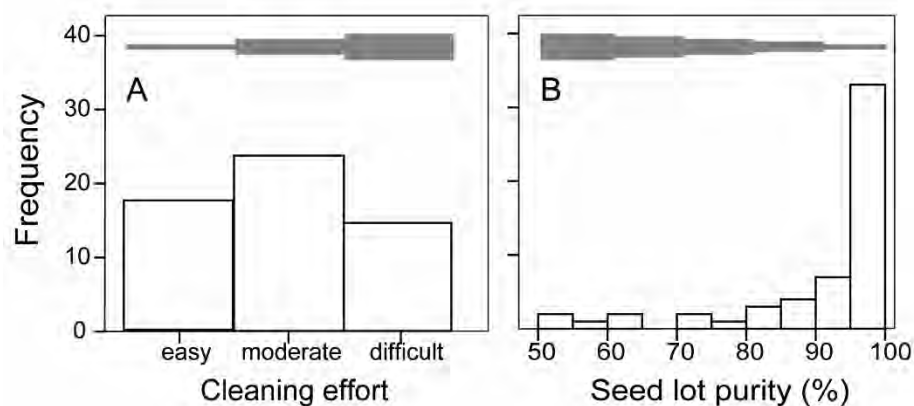 40
30
20
10
0
Frequency
A
easy moderate difficult
Cleaning effort
B
50 60 70 80 90 100
Seed lot purity (%)